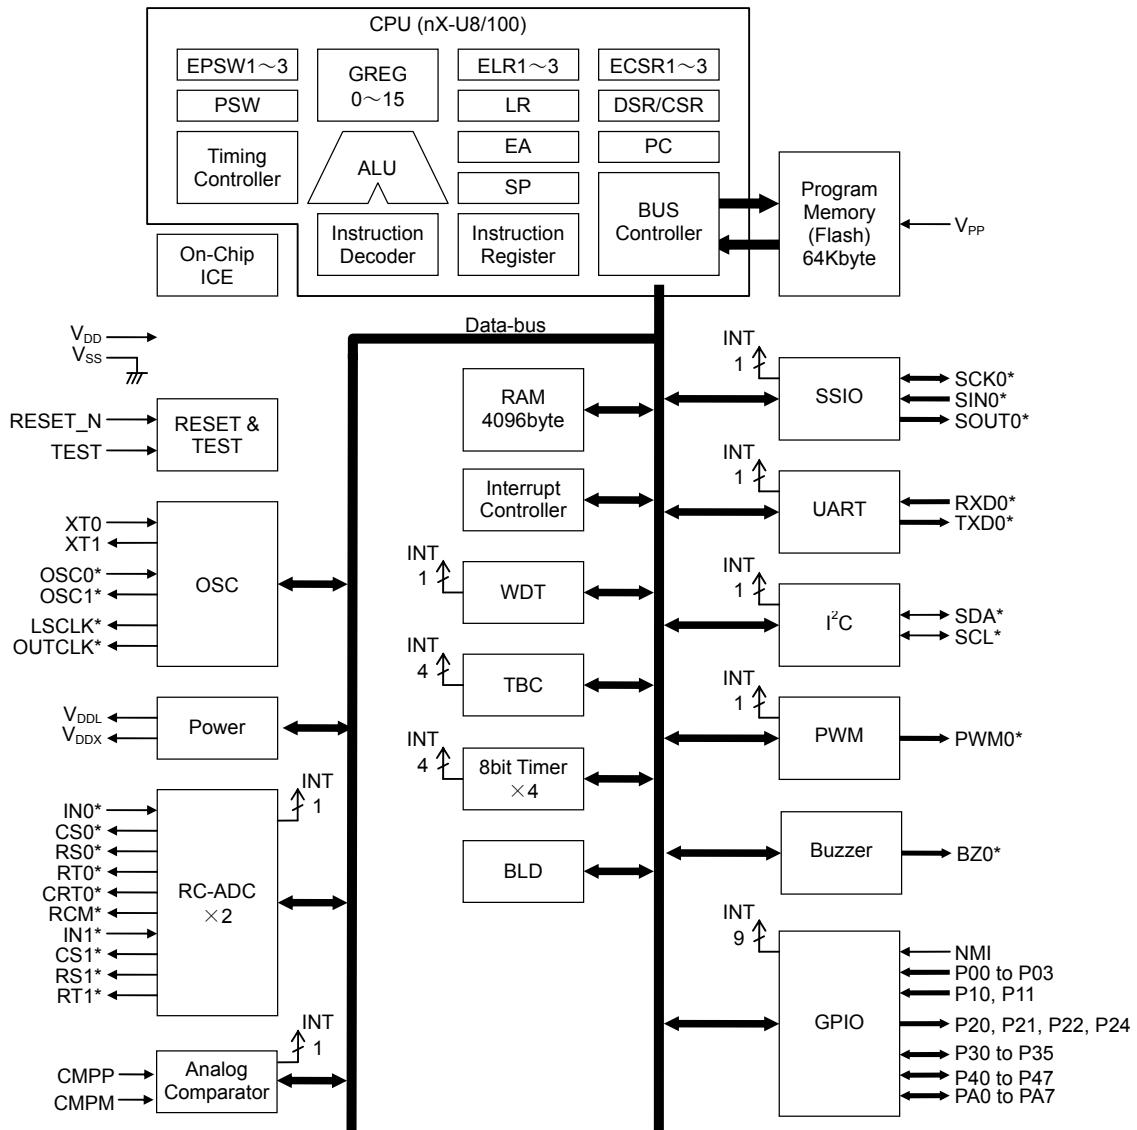 CPU (nX-U8/100)
EPSW1～3
GREG
0～15
ELR1～3
ECSR1～3
PSW
LR
DSR/CSR
Timing
Controller
ALU
EA
PC
SP
BUS
Controller
Instruction
Decoder
Instruction
Register
On-Chip
ICE
Program
Memory
(Flash)
64Kbyte
VPP
VDD
VSS
Data-bus
RESET_N
TEST
RESET &
TEST
XT0
XT1
OSC0*
OSC1*
LSCLK*
OUTCLK*
OSC
VDDL
VDDX
Power
IN0*
CS0*
RS0*
RT0*
CRT0*
RCM*
IN1*
CS1*
RS1*
RT1*
RC-ADC
×2
INT
1
CMPP
CMPM
Analog
Comparator
INT
1
RAM
4096byte
Interrupt
Controller
INT
1
WDT
INT
4
TBC
INT
4
8bit Timer
×4
BLD
INT
1
SSIO
SCK0*
SIN0*
SOUT0*
INT
1
UART
RXD0*
TXD0*
INT
1
I²C
SDA*
SCL*
INT
1
PWM
PWM0*
Buzzer
BZ0*
INT
9
GPIO
NMI
P00 to P03
P10, P11
P20, P21, P22, P24
P30 to P35
P40 to P47
PA0 to PA7